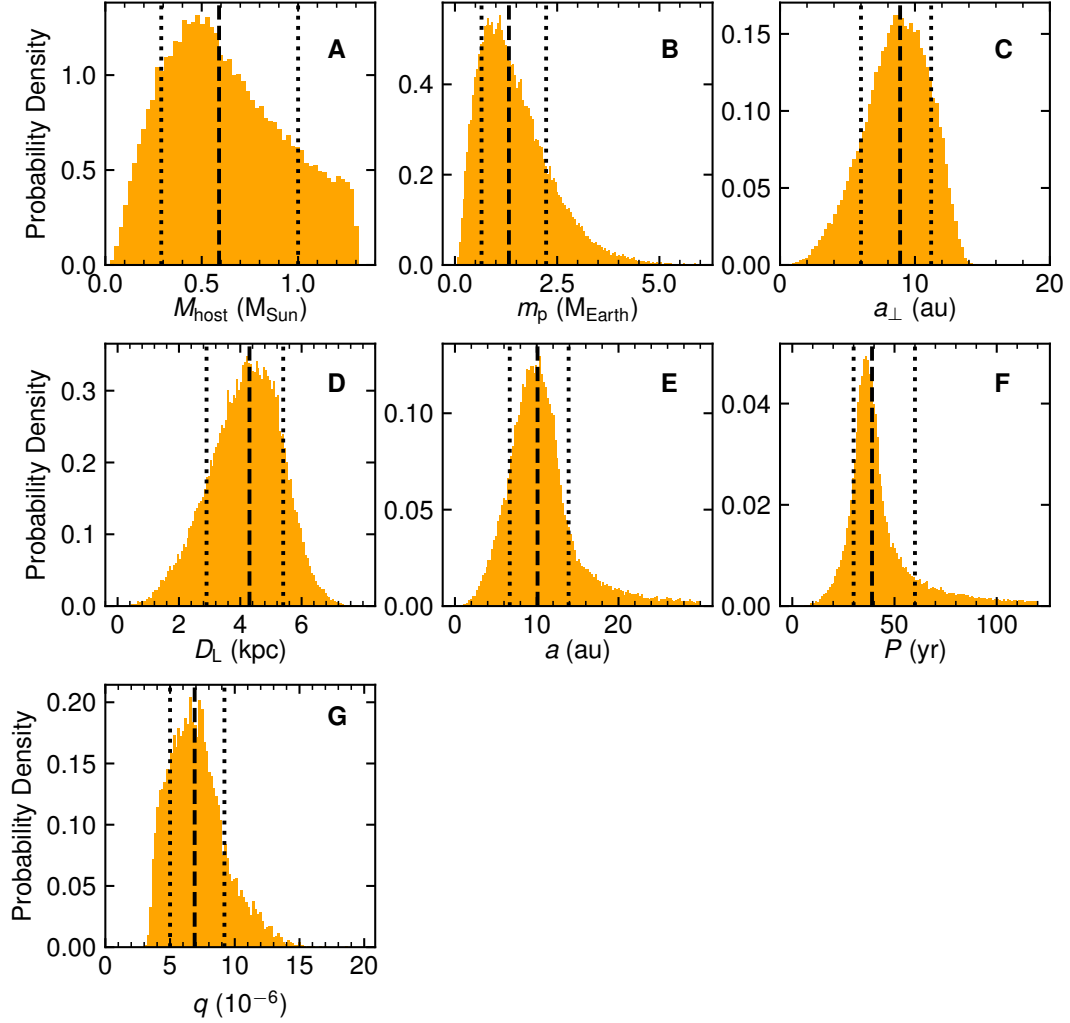 A
B
C
Probability Density
0.0
0.5
1.0
0.0
0.5
1.0
M_host (M_Sun)
0.0
0.2
0.4
0.0
2.5
5.0
m_p (M_Earth)
0.00
0.05
0.10
0.15
0
10
20
a_⊥ (au)
D
E
F
Probability Density
0.0
0.1
0.2
0.3
0
2
4
6
D_L (kpc)
0.00
0.05
0.10
0
10
20
a (au)
0.00
0.02
0.04
0
50
100
P (yr)
G
Probability Density
0.00
0.05
0.10
0.15
0.20
0
5
10
15
20
q (10⁻⁶)